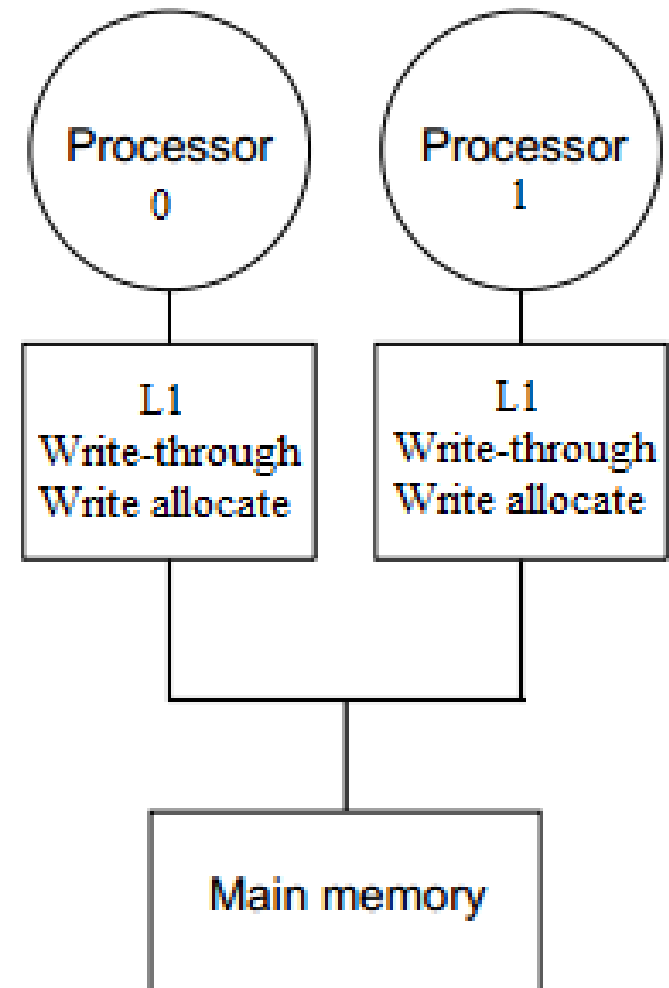 Processor
0
Processor
1
L1
Write-through
Write allocate
L1
Write-through
Write allocate
Main memory